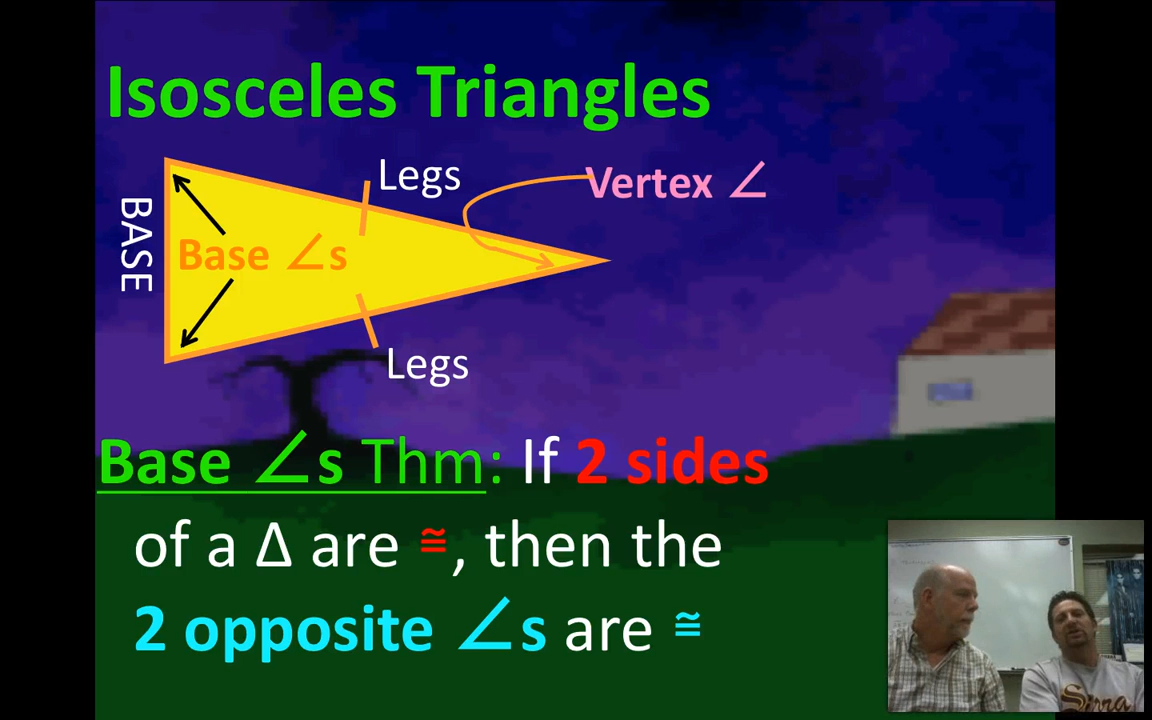 Isosceles Triangles
Legs
Vertex ∠
BASE
Base ∠s
Legs
Base ∠s Thm: If 2 sides
of a Δ are ≅, then the
2 opposite ∠s are ≅